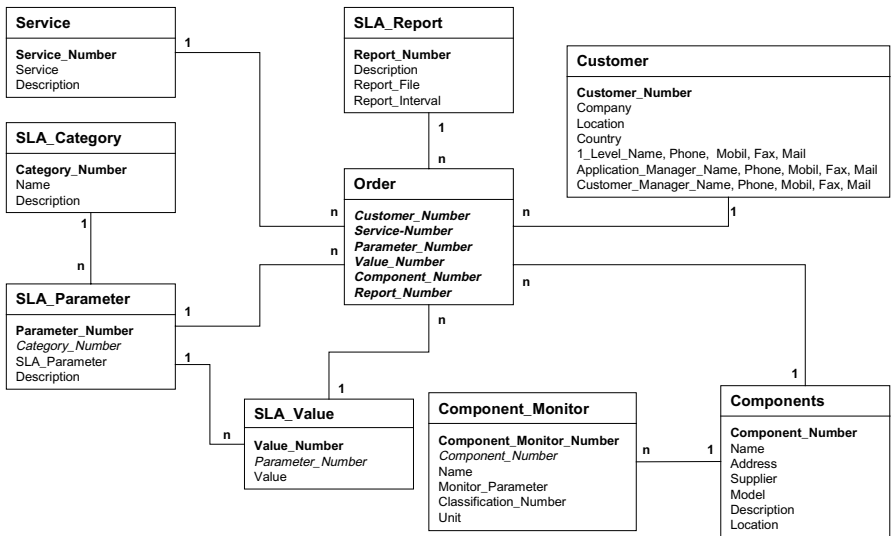 Service
Service_Number
Service
Description
1
SLA_Report
Report_Number
Description
Report_File
Report_Interval
1
n
Customer
Customer_Number
Company
Location
Country
1_Level_Name, Phone, Mobil, Fax, Mail
Application_Manager_Name, Phone, Mobil, Fax, Mail
Customer_Manager_Name, Phone, Mobil, Fax, Mail
1
SLA_Category
Category_Number
Name
Description
1
n
Order
Customer_Number
Service-Number
Parameter_Number
Value_Number
Component_Number
Report_Number
n
n
n
n
n
SLA_Parameter
Parameter_Number
Category_Number
SLA_Parameter
Description
1
1
n
SLA_Value
Value_Number
Parameter_Number
Value
1
Component_Monitor
Component_Monitor_Number
Component_Number
Name
Monitor_Parameter
Classification_Number
Unit
n
1
Components
Component_Number
Name
Address
Supplier
Model
Description
Location
1